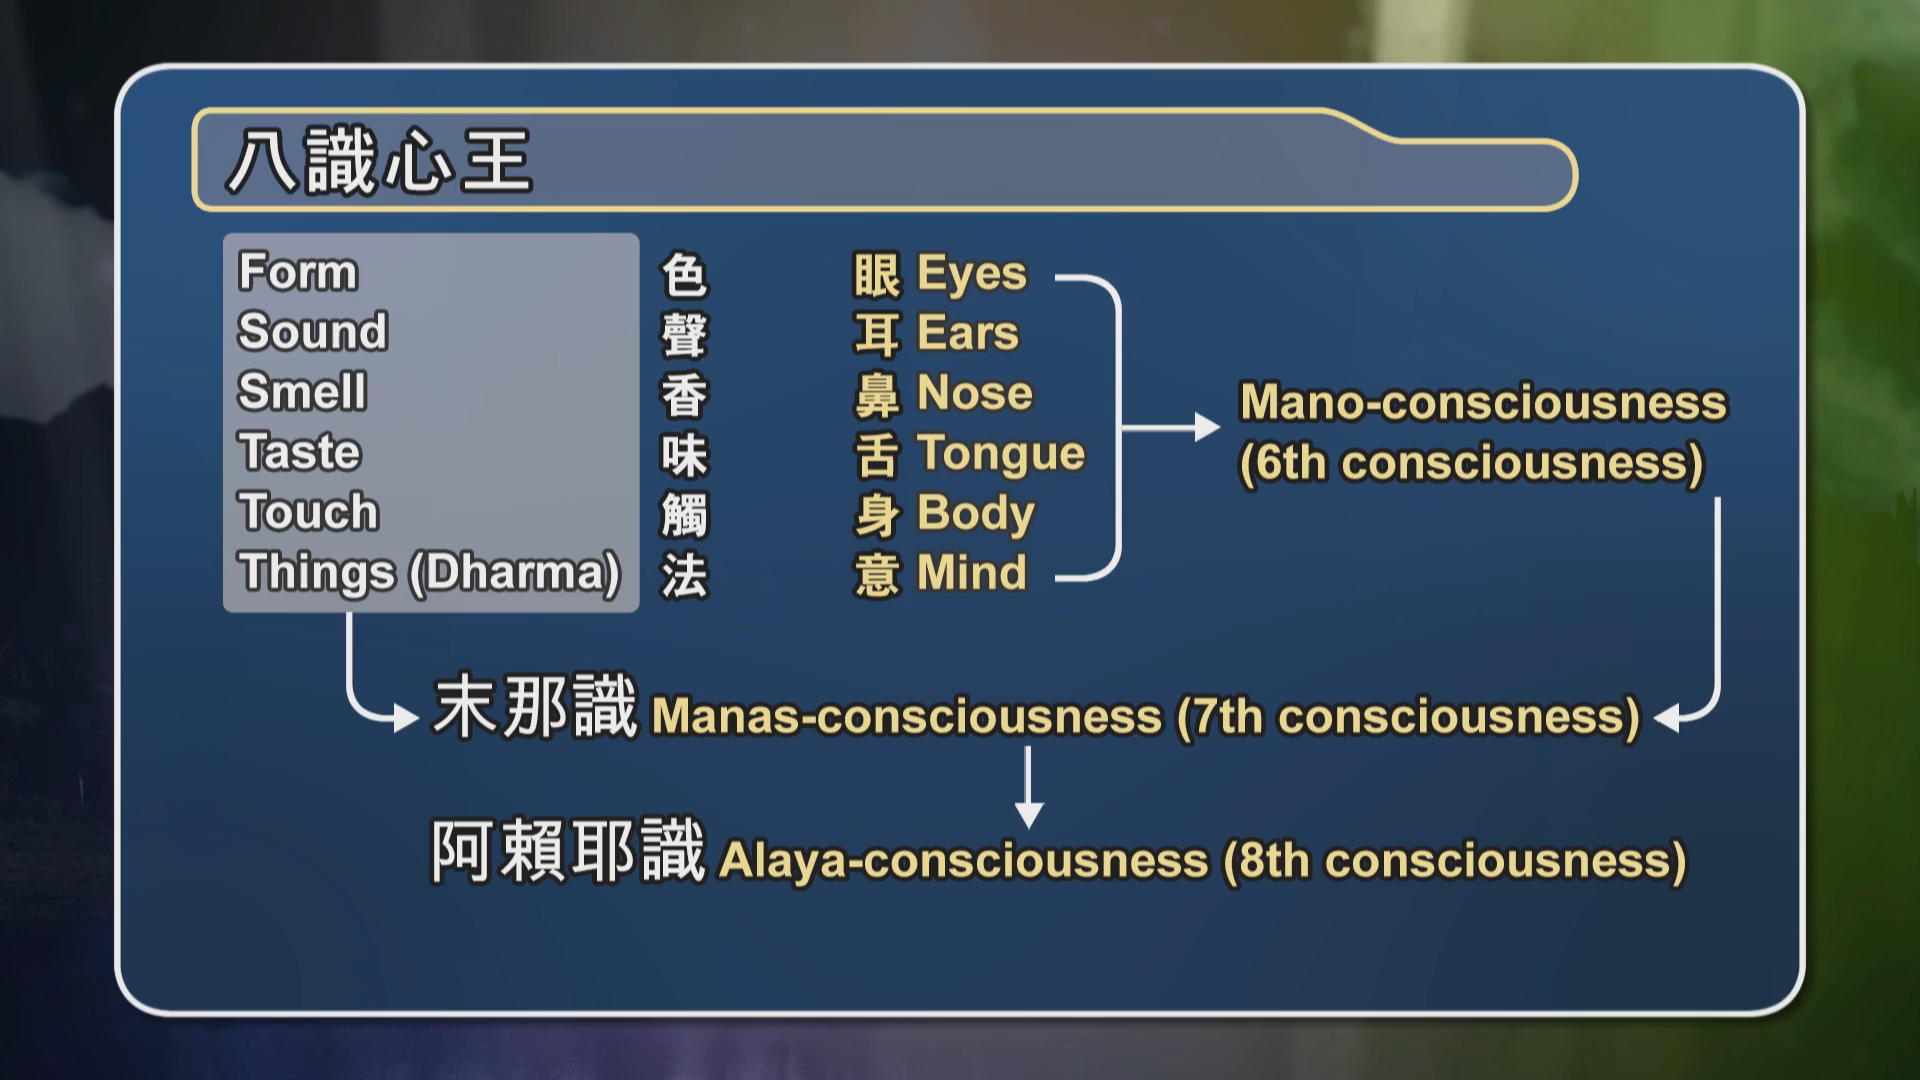 八識心王
Form 色 眼 Eyes
Sound 聲 耳 Ears
Smell 香 鼻 Nose
Taste 味 舌 Tongue
Touch 觸 身 Body
Things (Dharma) 法 意 Mind
Mano-consciousness
(6th consciousness)
末那識 Manas-consciousness (7th consciousness)
阿賴耶識 Alaya-consciousness (8th consciousness)